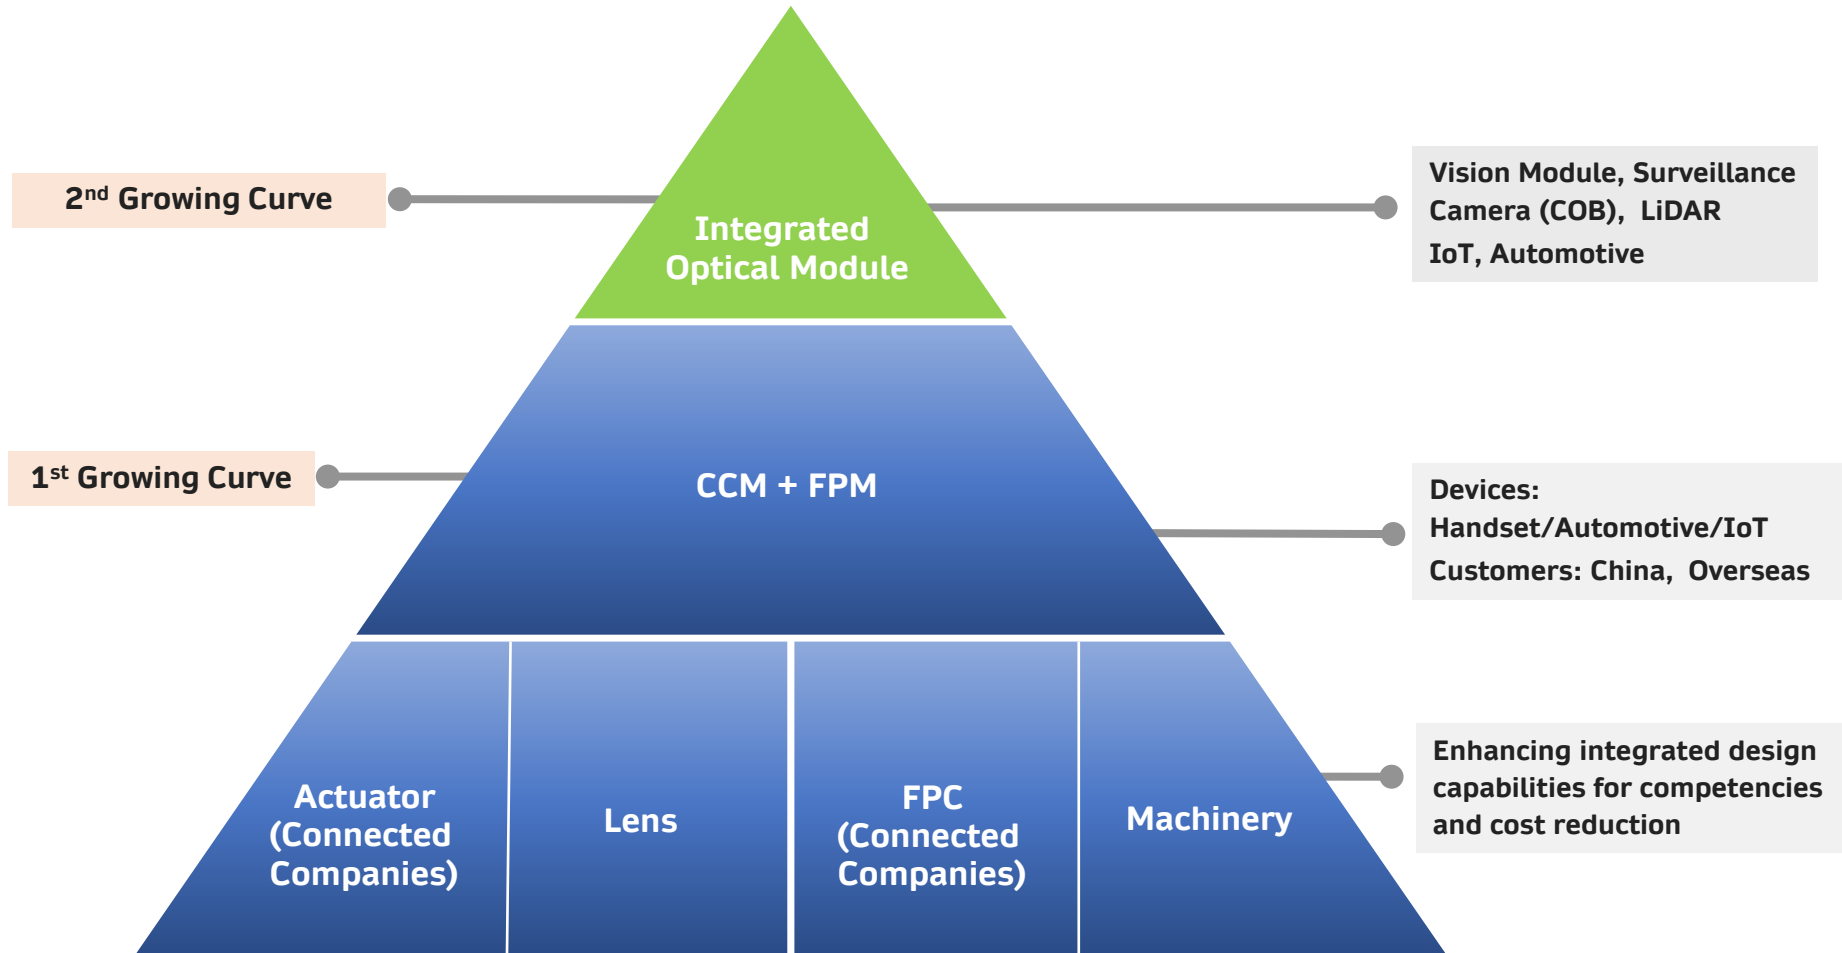 2nd Growing Curve
Integrated
Optical Module
Vision Module, Surveillance
Camera (COB), LiDAR
IoT, Automotive
1st Growing Curve
CCM + FPM
Devices:
Handset/Automotive/IoT
Customers: China, Overseas
Actuator
(Connected
Companies)
Lens
FPC
(Connected
Companies)
Machinery
Enhancing integrated design
capabilities for competencies
and cost reduction